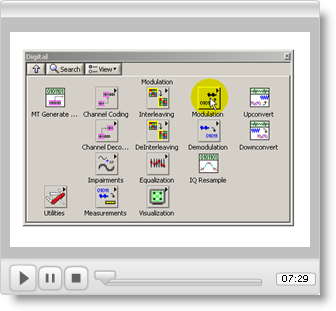 Digital
Search View
Modulation
MT Generate ... Channel Coding Interleaving Modulation Upconvert
Channel Deco... DeInterleaving Demodulation Downconvert
Impairments Equalization IQ Resample
Utilities Measurements Visualization
07:29